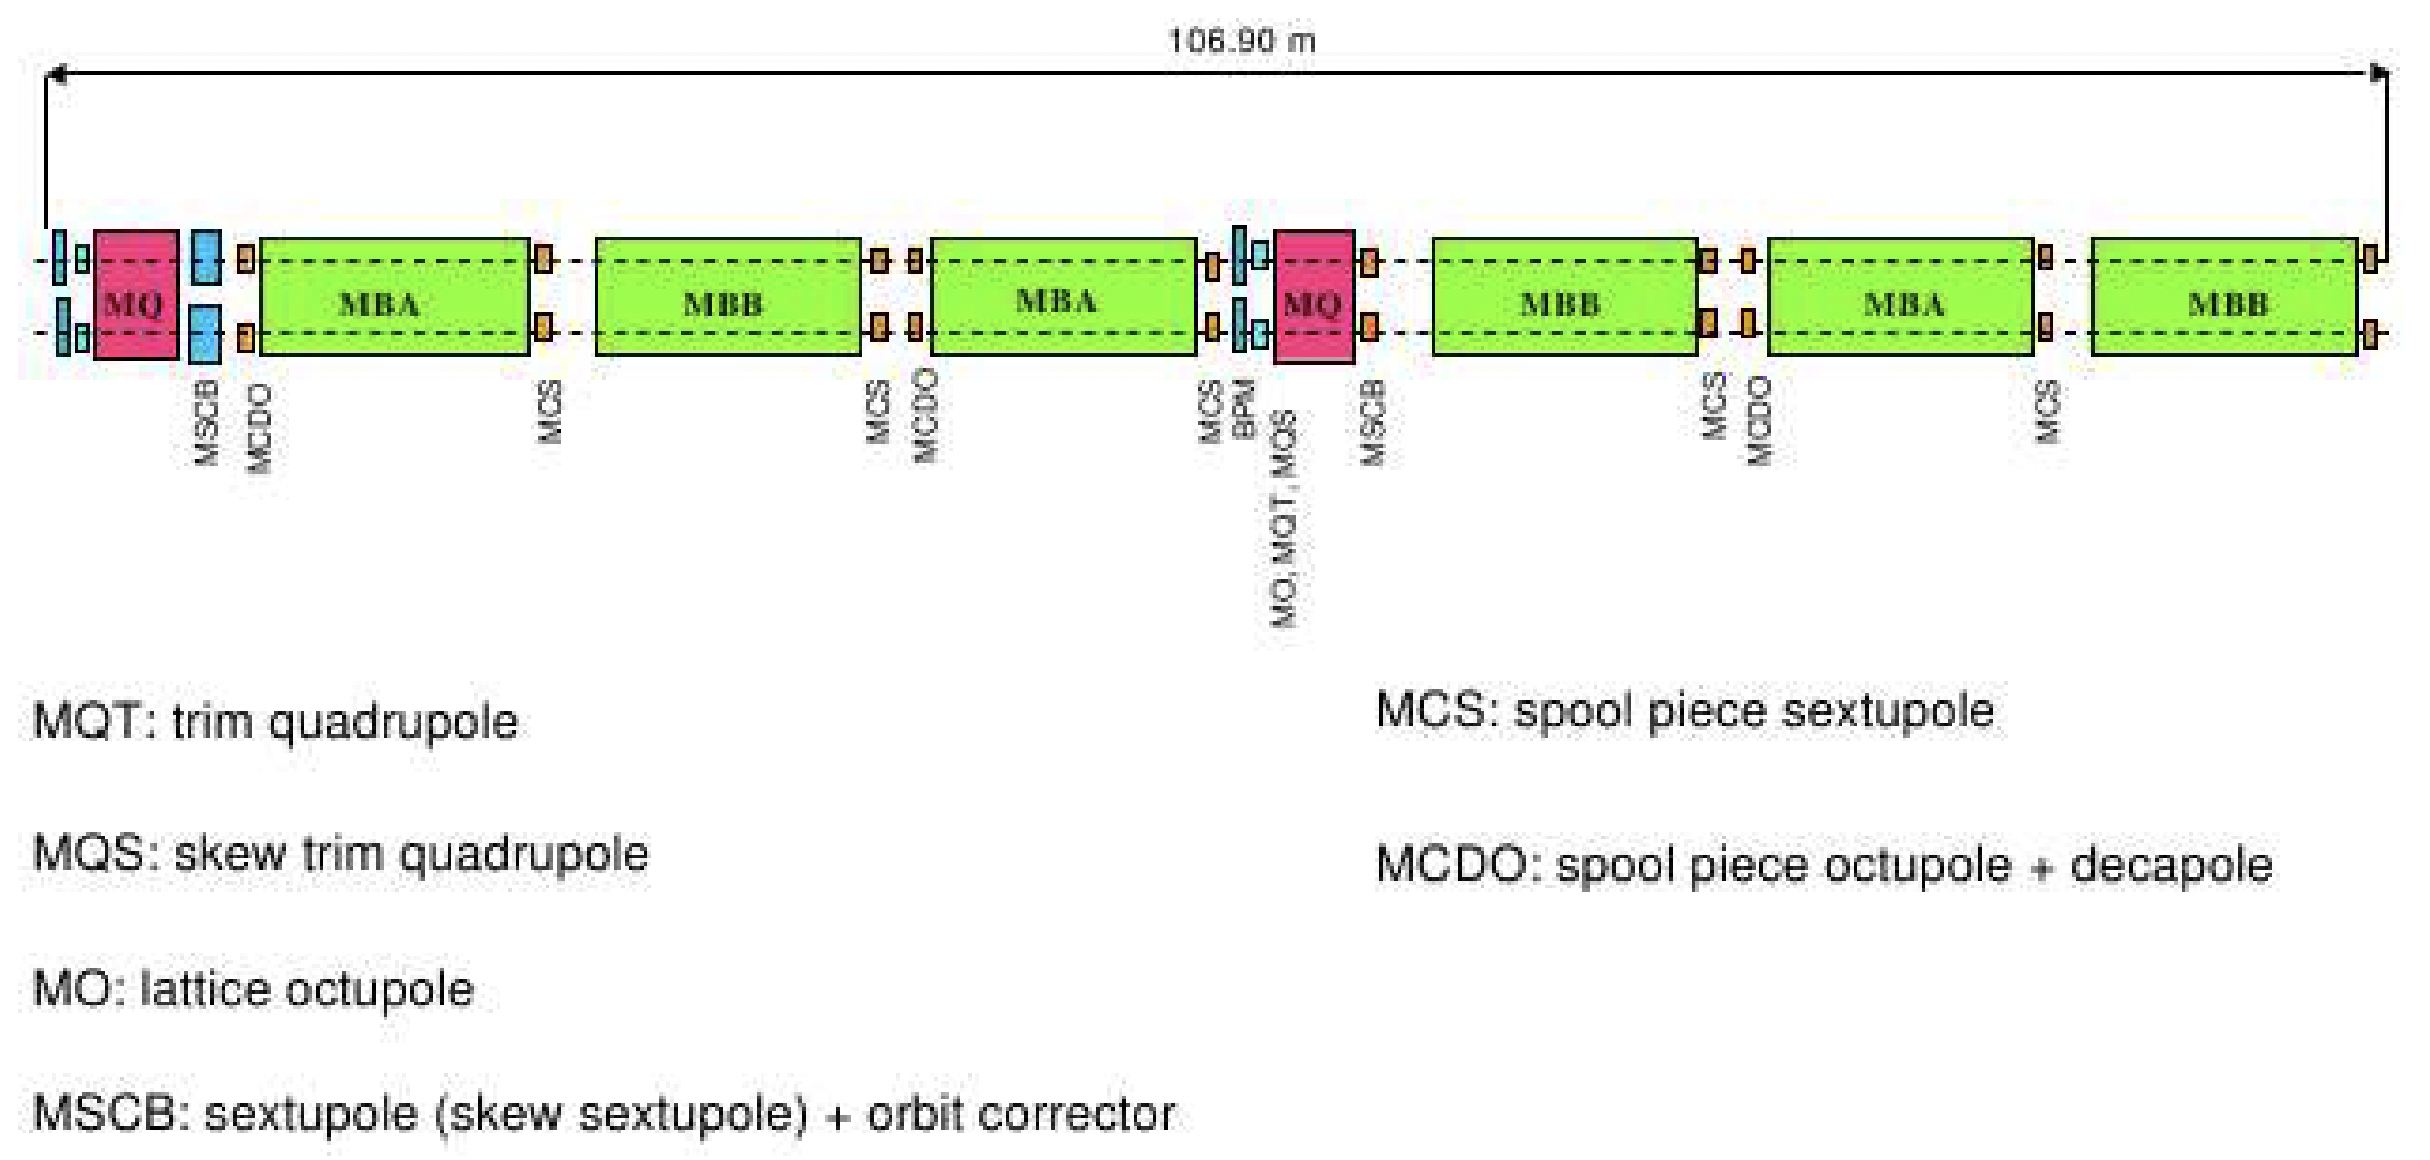 106.90 m
MQ
MBA
MBB
MBA
MQ
MBB
MBA
MBB
MSCB
MCDO
MCS
MCS
MCDO
MCS
BPM
MO, MQT, MQS
MSCB
MCS
MCDO
MCS
MQT: trim quadrupole
MCS: spool piece sextupole
MQS: skew trim quadrupole
MCDO: spool piece octupole + decapole
MO: lattice octupole
MSCB: sextupole (skew sextupole) + orbit corrector